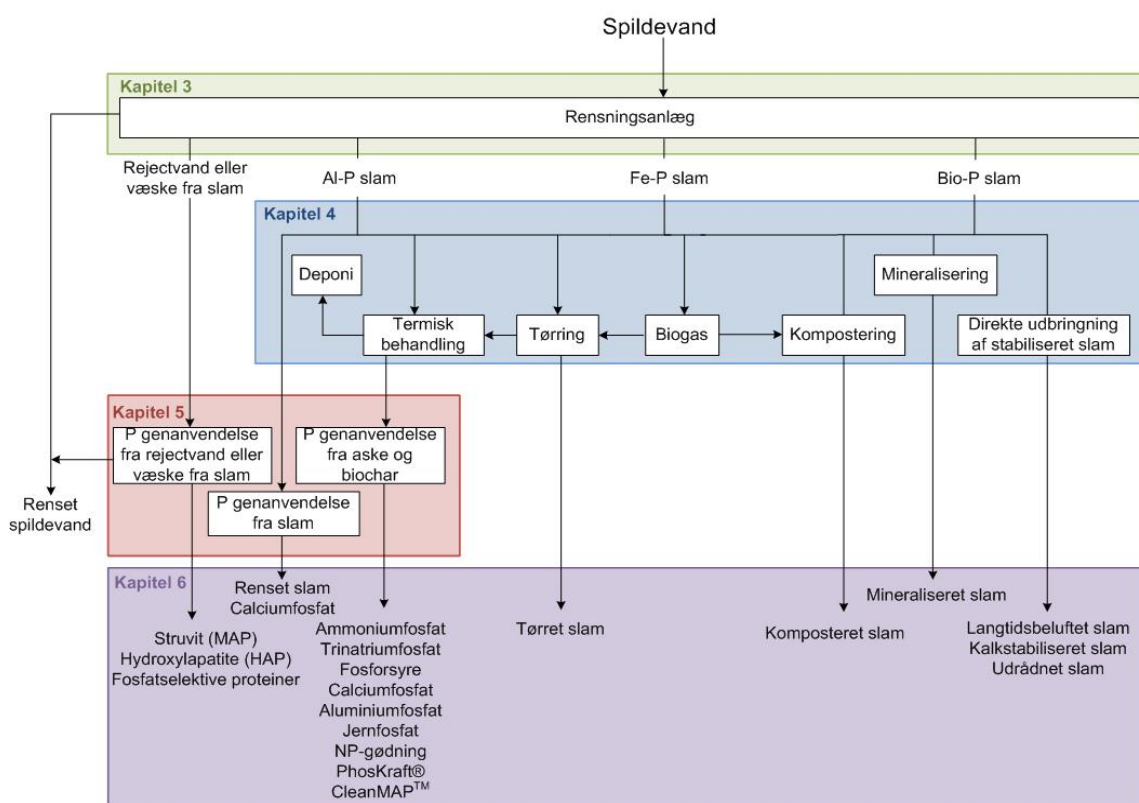 Spildevand
Kapitel 3
Rensningsanlæg
Rejectvand eller
væske fra slam
Al-P slam
Fe-P slam
Bio-P slam
Kapitel 4
Deponi
Mineralisering
Termisk
behandling
Tørring
Biogas
Kompostering
Direkte udbringning
af stabiliseret slam
Kapitel 5
P genanvendelse
fra rejectvand eller
væske fra slam
P genanvendelse
fra aske og
biochar
P genanvendelse
fra slam
Renset
spildevand
Kapitel 6
Renset slam
Calciumfosfat
Struvit (MAP)
Hydroxylapatite (HAP)
Fosfatselektive proteiner
Ammoniumfosfat
Trinatriumfosfat
Fosforsyre
Calciumfosfat
Aluminiumfosfat
Jernfosfat
NP-gødning
PhosKraft®
CleanMAP™
Tørret slam
Komposteret slam
Mineraliseret slam
Langtidsbeluftet slam
Kalkstabiliseret slam
Udrådnet slam